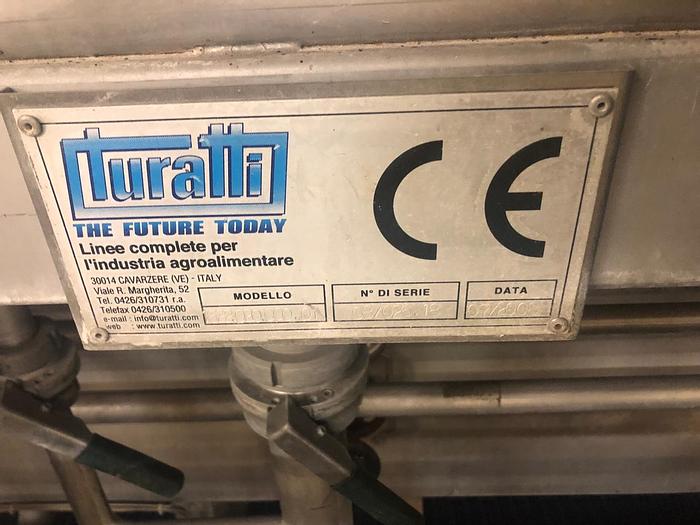 turatti
THE FUTURE TODAY
Linee complete per
l'industria agroalimentare
30014 CAVARZERE (VE) - ITALY
Viale R. Margherita, 52
Tel. 0426/310731 r.a.
Telefax 0426/310500
e-mail : info@turatti.com
web : www.turatti.com
MODELLO
N° DI SERIE
DATA
CE